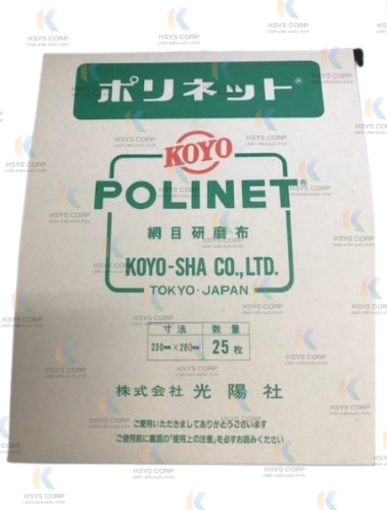 ポリネット®
KOYO
POLINET®
網目研磨布
KOYO-SHA CO.,LTD.
TOKYO·JAPAN
寸法 数量
230mm×280mm 25枚
株式会社 光陽社
ご使用いただきましてありがとうございます
ご使用前に裏面の「使用上の注意」を必ずお読みください
KSYS CORP